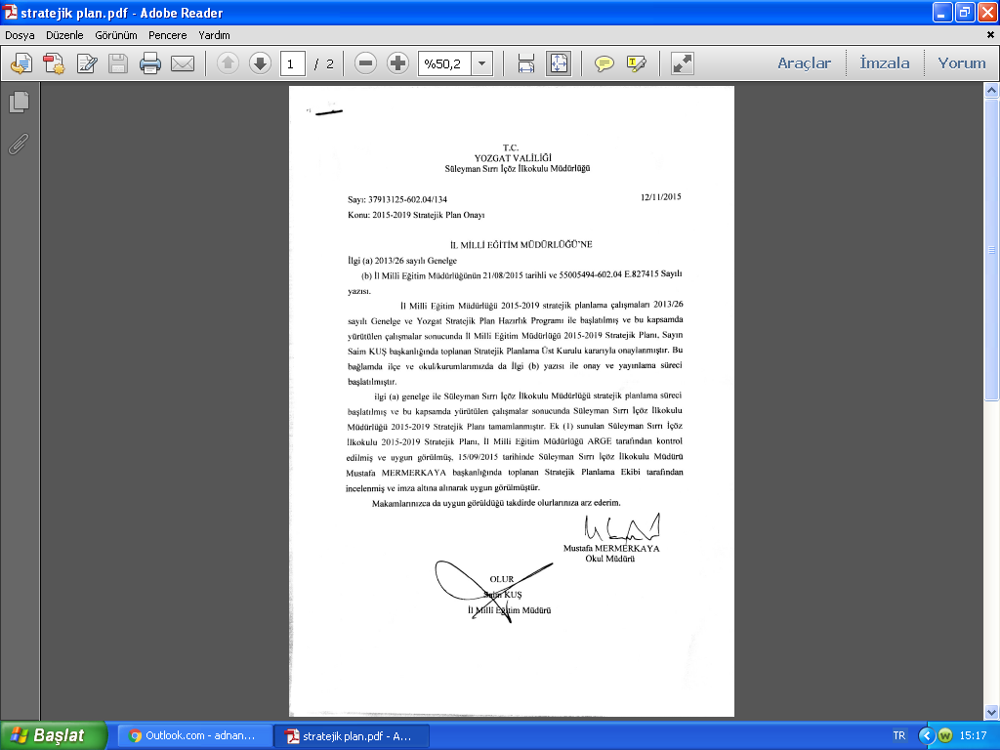 stratejik plan.pdf - Adobe Reader
Dosya Düzenle Görünüm Pencere Yardım
1 / 2 %50,2 Araçlar İmzala Yorum
T.C.
YOZGAT VALİLİĞİ
Süleyman Sırrı İçöz İlkokulu Müdürlüğü
Sayı: 37913125-602.04/134 12/11/2015
Konu: 2015-2019 Stratejik Plan Onayı
İL MİLLİ EĞİTİM MÜDÜRLÜĞÜ'NE
İlgi (a) 2013/26 sayılı Genelge
(b) İl Milli Eğitim Müdürlüğünün 21/08/2015 tarihli ve 55005494-602.04 E.827415 Sayılı
yazısı.
İl Milli Eğitim Müdürlüğü 2015-2019 stratejik planlama çalışmaları 2013/26
sayılı Genelge ve Yozgat Stratejik Plan Hazırlık Programı ile başlatılmış ve bu kapsamda
yürütülen çalışmalar sonucunda İl Milli Eğitim Müdürlüğü 2015-2019 Stratejik Planı, Sayın
Saim KUŞ başkanlığında toplanan Stratejik Planlama Üst Kurulu kararıyla onaylanmıştır. Bu
bağlamda ilçe ve okul/kurumlarımızda da İlgi (b) yazısı ile onay ve yayınlama süreci
başlatılmıştır.
ilgi (a) genelge ile Süleyman Sırrı İçöz İlkokulu Müdürlüğü stratejik planlama süreci
başlatılmış ve bu kapsamda yürütülen çalışmalar sonucunda Süleyman Sırrı İçöz İlkokulu
Müdürlüğü 2015-2019 Stratejik Planı tamamlanmıştır. Ek (1) sunulan Süleyman Sırrı İçöz
İlkokulu 2015-2019 Stratejik Planı, İl Milli Eğitim Müdürlüğü ARGE tarafından kontrol
edilmiş ve uygun görülmüş, 15/09/2015 tarihinde Süleyman Sırrı İçöz İlkokulu Müdürü
Mustafa MERMERKAYA başkanlığında toplanan Stratejik Planlama Ekibi tarafından
incelenmiş ve imza altına alınarak uygun görülmüştür.
Makamlarınızca da uygun görüldüğü takdirde olurlarınıza arz ederim.
Mustafa MERMERKAYA
Okul Müdürü
OLUR
Saim KUŞ
İl Milli Eğitim Müdürü
Başlat Outlook.com - adnan... stratejik plan.pdf - A... TR 15:17